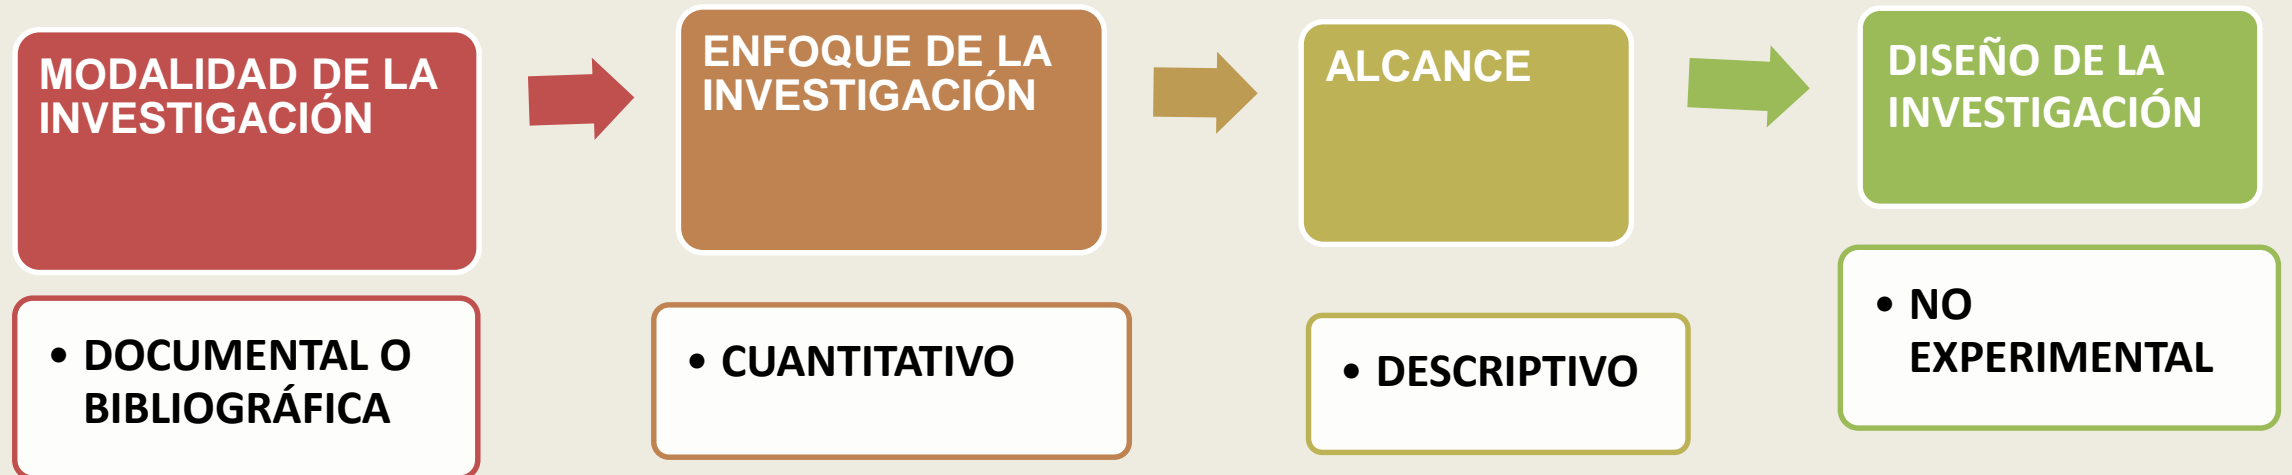 MODALIDAD DE LA
INVESTIGACIÓN
• DOCUMENTAL O
BIBLIOGRÁFICA
ENFOQUE DE LA
INVESTIGACIÓN
• CUANTITATIVO
ALCANCE
• DESCRIPTIVO
DISEÑO DE LA
INVESTIGACIÓN
• NO
EXPERIMENTAL